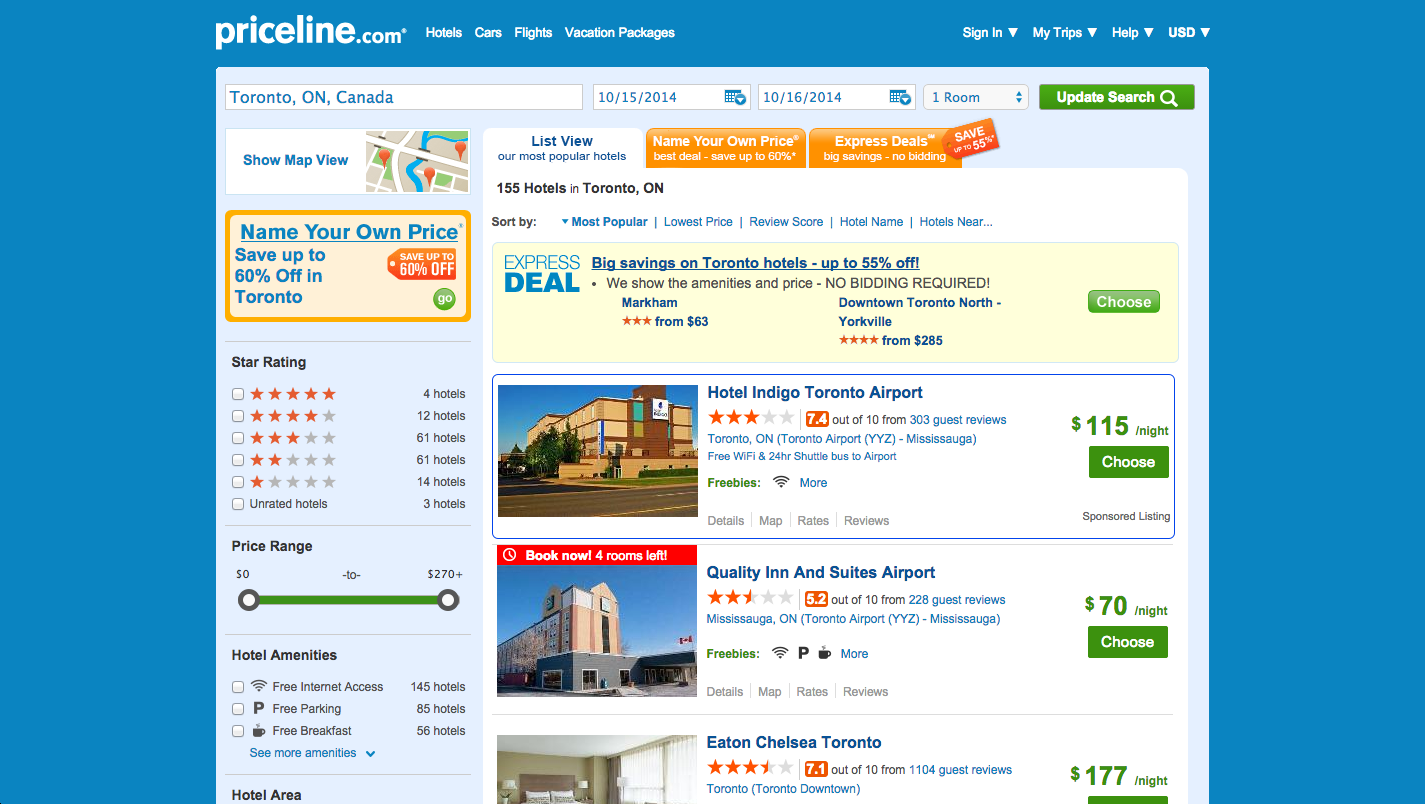 priceline.com®
Hotels Cars Flights Vacation Packages
Sign In ▼ My Trips ▼ Help ▼ USD ▼
Toronto, ON, Canada
10/15/2014
10/16/2014
1 Room
Update Search
Show Map View
List View
our most popular hotels
Name Your Own Price®
best deal - save up to 60%*
Express Deals℠
big savings - no bidding
SAVE
UP TO 55%*
155 Hotels in Toronto, ON
Sort by: Most Popular | Lowest Price | Review Score | Hotel Name | Hotels Near...
Name Your Own Price®
Save up to
60% Off in
Toronto
SAVE UP TO
60% OFF
go
EXPRESS
DEAL
Big savings on Toronto hotels - up to 55% off!
• We show the amenities and price - NO BIDDING REQUIRED!
Markham
★★★ from $63
Downtown Toronto North -
Yorkville
★★★★ from $285
Choose
Star Rating
4 hotels
12 hotels
61 hotels
61 hotels
14 hotels
Unrated hotels 3 hotels
Price Range
$0 -to- $270+
Hotel Amenities
Free Internet Access 145 hotels
P Free Parking 85 hotels
Free Breakfast 56 hotels
See more amenities
Hotel Area
INDIGO
Hotel Indigo Toronto Airport
7.4 out of 10 from 303 guest reviews
Toronto, ON (Toronto Airport (YYZ) - Mississauga)
Free WiFi & 24hr Shuttle bus to Airport
Freebies: More
Details Map Rates Reviews
$ 115 /night
Choose
Sponsored Listing
Book now! 4 rooms left!
Quality Inn And Suites Airport
5.2 out of 10 from 228 guest reviews
Mississauga, ON (Toronto Airport (YYZ) - Mississauga)
Freebies: P More
Details Map Rates Reviews
$ 70 /night
Choose
Eaton Chelsea Toronto
7.1 out of 10 from 1104 guest reviews
Toronto (Toronto Downtown)
$ 177 /night